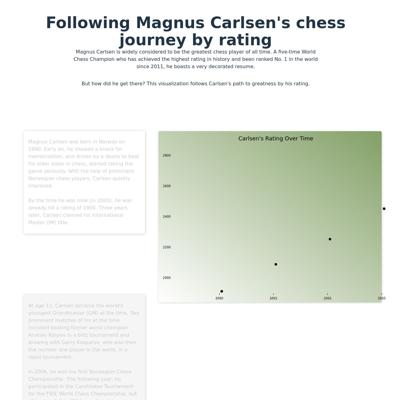 Following Magnus Carlsen's chess
journey by rating
Magnus Carlsen is widely considered to be the greatest chess player of all time. A five-time World
Chess Champion who has achieved the highest rating in history and been ranked No. 1 in the world
since 2011, he boasts a very decorated resume.
But how did he get there? This visualization follows Carlsen's path to greatness by his rating.
Magnus Carlsen was born in Norway on
1990. Early on, he showed a knack for
memorization, and driven by a desire to beat
his older sister in chess, started taking the
game seriously. With the help of prominent
Norwegian chess players, Carlsen quickly
improved.
By the time he was nine (in 2000), he was
already hit a rating of 1900. Three years
later, Carlsen claimed his International
Master (IM) title.
Carlsen's Rating Over Time
2800
2600
2400
2200
2000
2000
2001
2003
At age 13, Carlsen became the world's
youngest Grandmaster (GM) at the time. Two
prominent matches of his at the time
included beating former world champion
Anatoly Karpov in a blitz tournament and
drawing with Garry Kasparov, who was then
the number one player in the world, in a
rapid tournament.
In 2006, he won his first Norwegian Chess
Championship. The following year, he
participated in the Candidates Tournament
for the FIDE World Chess Championship, but